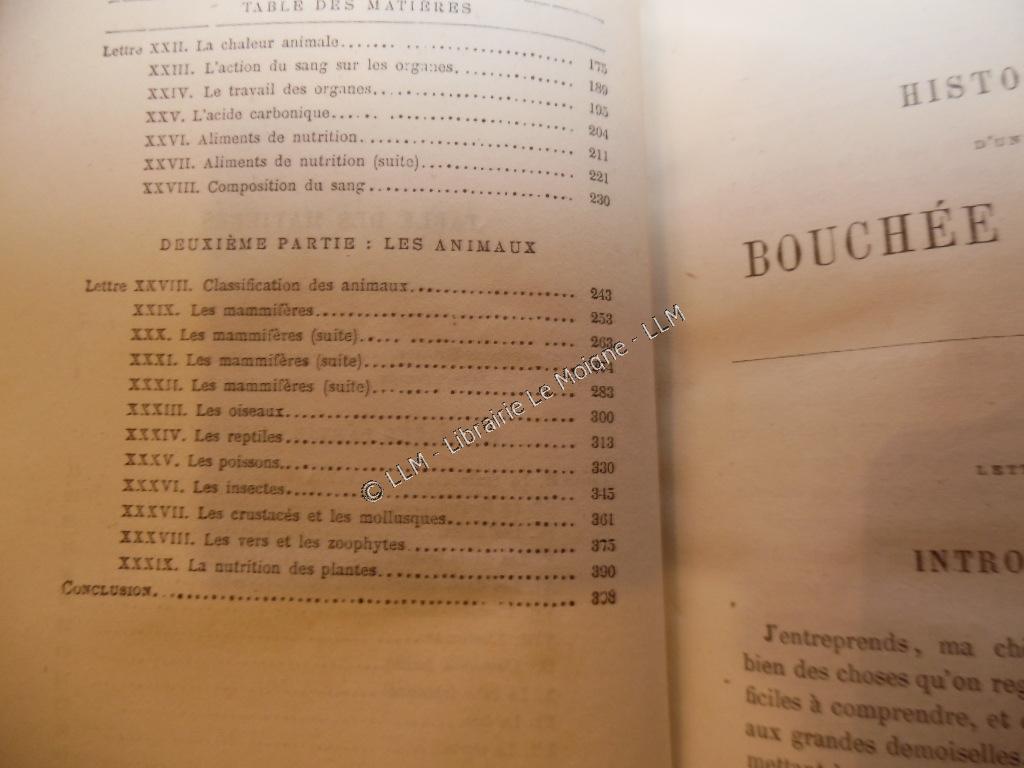 TABLE DES MATIÈRES
Lettre XXII. La chaleur animale 175
XXIII. L'action du sang sur les organes 189
XXIV. Le travail des organes 195
XXV. L'acide carbonique 204
XXVI. Aliments de nutrition 211
XXVII. Aliments de nutrition (suite) 221
XXVIII. Composition du sang 230
DEUXIÈME PARTIE : LES ANIMAUX
Lettre XXVIII. Classification des animaux 243
XXIX. Les mammifères 253
XXX. Les mammifères (suite) 263
XXXI. Les mammifères (suite)
XXXII. Les mammifères (suite) 283
XXXIII. Les oiseaux 300
XXXIV. Les reptiles 313
XXXV. Les poissons 330
XXXVI. Les insectes 345
XXXVII. Les crustacés et les mollusques 361
XXXVIII. Les vers et les zoophytes 375
XXXIX. La nutrition des plantes 390
CONCLUSION
© LLM - Librairie Le Moigne - LLM
HISTO
D'UN
BOUCHÉE
LETT
INTRO
J'entreprends, ma ch
bien des choses qu'on reg
ficiles à comprendre, et
aux grandes demoiselles